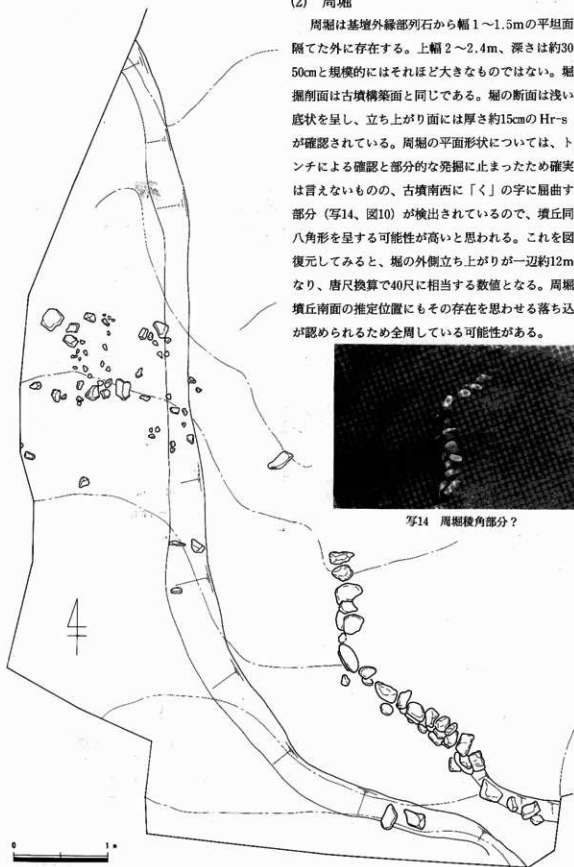 (2) 周堀
周堀は基壇外縁部列石から幅1〜1.5mの平坦面
隔てた外に存在する。上幅2〜2.4m、深さは約30
50cmと規模的にはそれほど大きなものではない。堀
掘削面は古墳構築面と同じである。堀の断面は浅い
底状を呈し、立ち上がり面には厚さ約15cmのHr-s
が確認されている。周堀の平面形状については、ト
ンチによる確認と部分的な発掘に止まったため確実
は言えないものの、古墳南西に「く」の字に屈曲す
部分(写14、図10)が検出されているので、墳丘同
八角形を呈する可能性が高いと思われる。これを図
復元してみると、堀の外側立ち上がりが一辺約12m
なり、唐尺換算で40尺に相当する数値となる。周堀
墳丘南面の推定位置にもその存在を思わせる落ち込
が認められるため全周している可能性がある。
写14 周堀稜角部分?
0 1